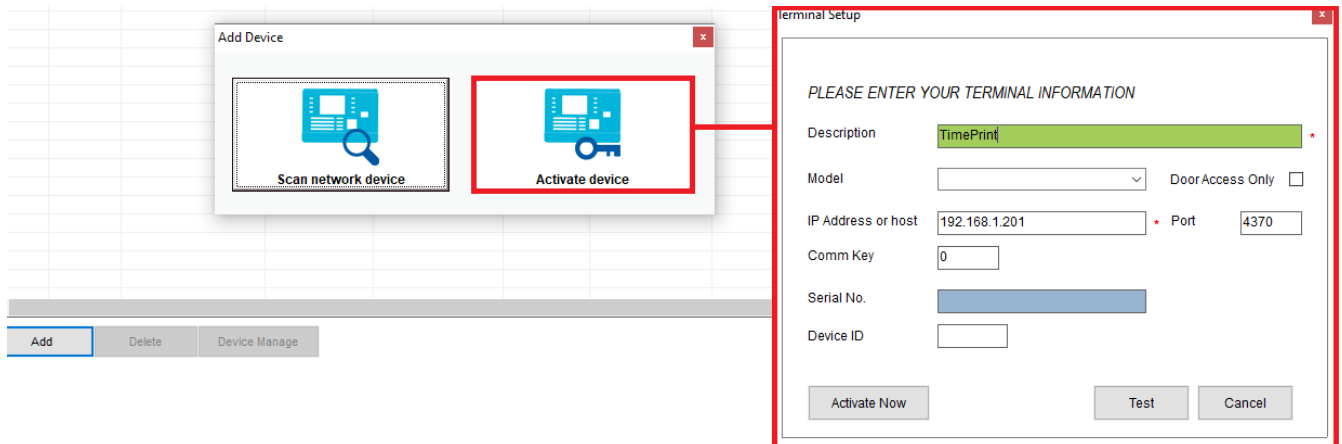 Add Device
x
Scan network device
Activate device
Add
Delete
Device Manage
Terminal Setup
x
PLEASE ENTER YOUR TERMINAL INFORMATION
Description
TimePrint
*
Model
Door Access Only
IP Address or host
192.168.1.201
*
Port
4370
Comm Key
0
Serial No.
Device ID
Activate Now
Test
Cancel